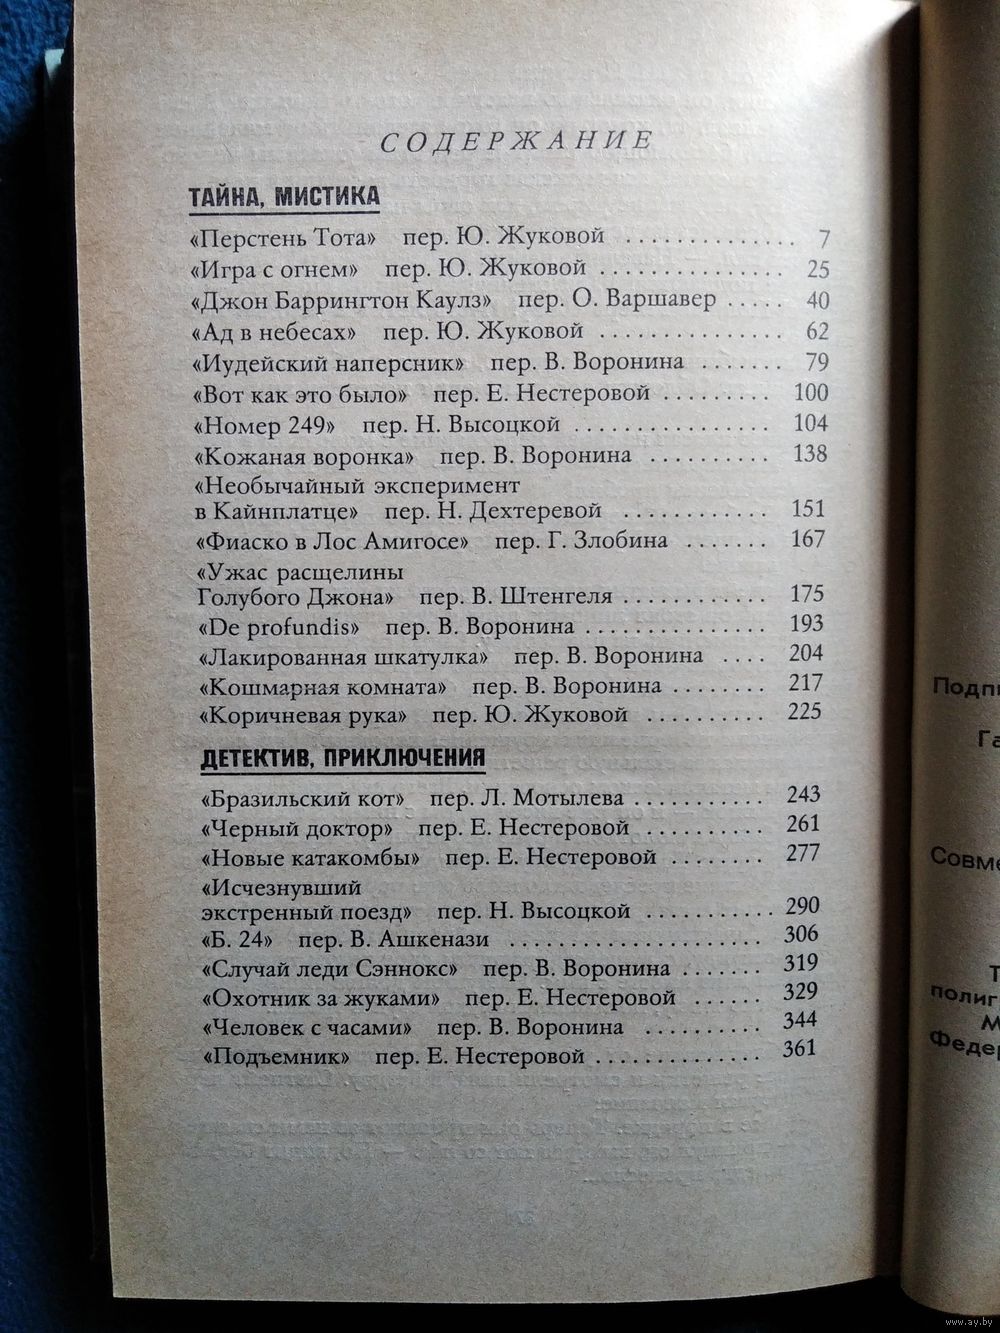 СОДЕРЖАНИЕ
ТАЙНА, МИСТИКА
«Перстень Тота» пер. Ю. Жуковой .............. 7
«Игра с огнем» пер. Ю. Жуковой ............... 25
«Джон Баррингтон Каулз» пер. О. Варшавер ..... 40
«Ад в небесах» пер. Ю. Жуковой ............... 62
«Иудейский наперсник» пер. В. Воронина ....... 79
«Вот как это было» пер. Е. Нестеровой ......... 100
«Номер 249» пер. Н. Высоцкой ................ 104
«Кожаная воронка» пер. В. Воронина .......... 138
«Необычайный эксперимент
в Кайнплатце» пер. Н. Дехтеревой ............ 151
«Фиаско в Лос Амигосе» пер. Г. Злобина ....... 167
«Ужас расщелины
Голубого Джона» пер. В. Штенгеля ............ 175
«De profundis» пер. В. Воронина ............... 193
«Лакированная шкатулка» пер. В. Воронина .... 204
«Кошмарная комната» пер. В. Воронина ........ 217
«Коричневая рука» пер. Ю. Жуковой .......... 225
ДЕТЕКТИВ, ПРИКЛЮЧЕНИЯ
«Бразильский кот» пер. Л. Мотылева ........... 243
«Черный доктор» пер. Е. Нестеровой .......... 261
«Новые катакомбы» пер. Е. Нестеровой ........ 277
«Исчезнувший
экстренный поезд» пер. Н. Высоцкой ........... 290
«Б. 24» пер. В. Ашкенази ..................... 306
«Случай леди Сэннокс» пер. В. Воронина ....... 319
«Охотник за жуками» пер. Е. Нестеровой ...... 329
«Человек с часами» пер. В. Воронина .......... 344
«Подъемник» пер. Е. Нестеровой .............. 361
www.ay.by